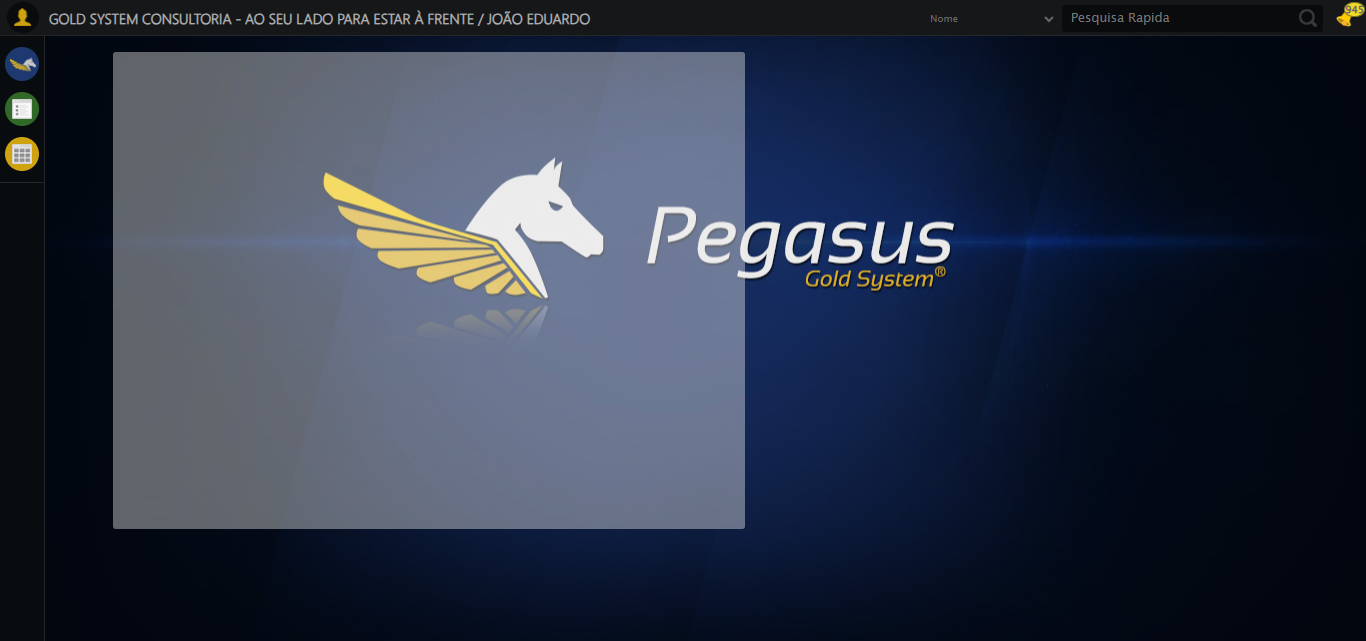 GOLD SYSTEM CONSULTORIA - AO SEU LADO PARA ESTAR À FRENTE / JOÃO EDUARDO
Nome
Pesquisa Rapida
945
Pegasus
Gold System®